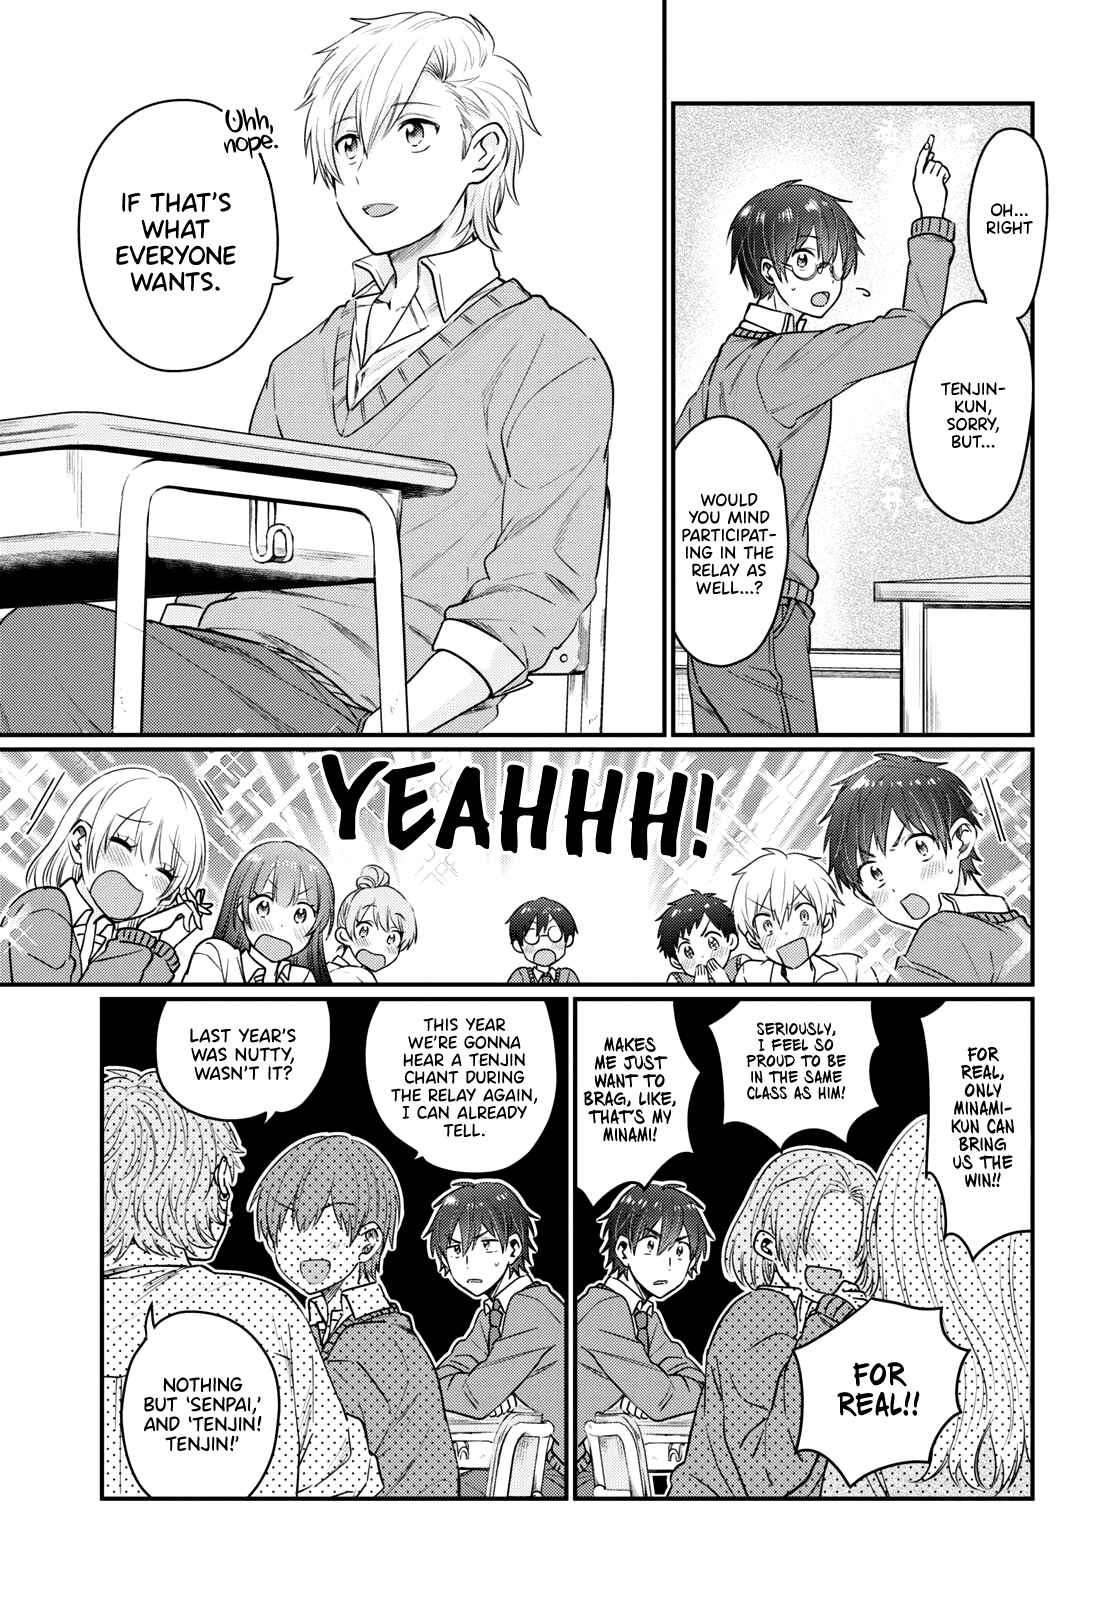 OH...
RIGHT
TENJIN-
KUN,
SORRY,
BUT...
WOULD
YOU MIND
PARTICIPAT-
ING IN THE
RELAY AS
WELL...?
Uhh,
nope.
IF THAT'S
WHAT
EVERYONE
WANTS.
YEAHHH!
FOR
REAL,
ONLY
MINAMI-
KUN CAN
BRING
US THE
WIN!!
SERIOUSLY,
I FEEL SO
PROUD TO BE
IN THE SAME
CLASS AS HIM!
MAKES
ME JUST
WANT TO
BRAG, LIKE,
THAT'S MY
MINAMI!
FOR
REAL!!
THIS YEAR
WE'RE GONNA
HEAR A TENJIN
CHANT DURING
THE RELAY AGAIN,
I CAN ALREADY
TELL.
LAST YEAR'S
WAS NUTTY,
WASN'T IT?
NOTHING
BUT 'SENPAI,'
AND 'TENJIN!
TENJIN!'